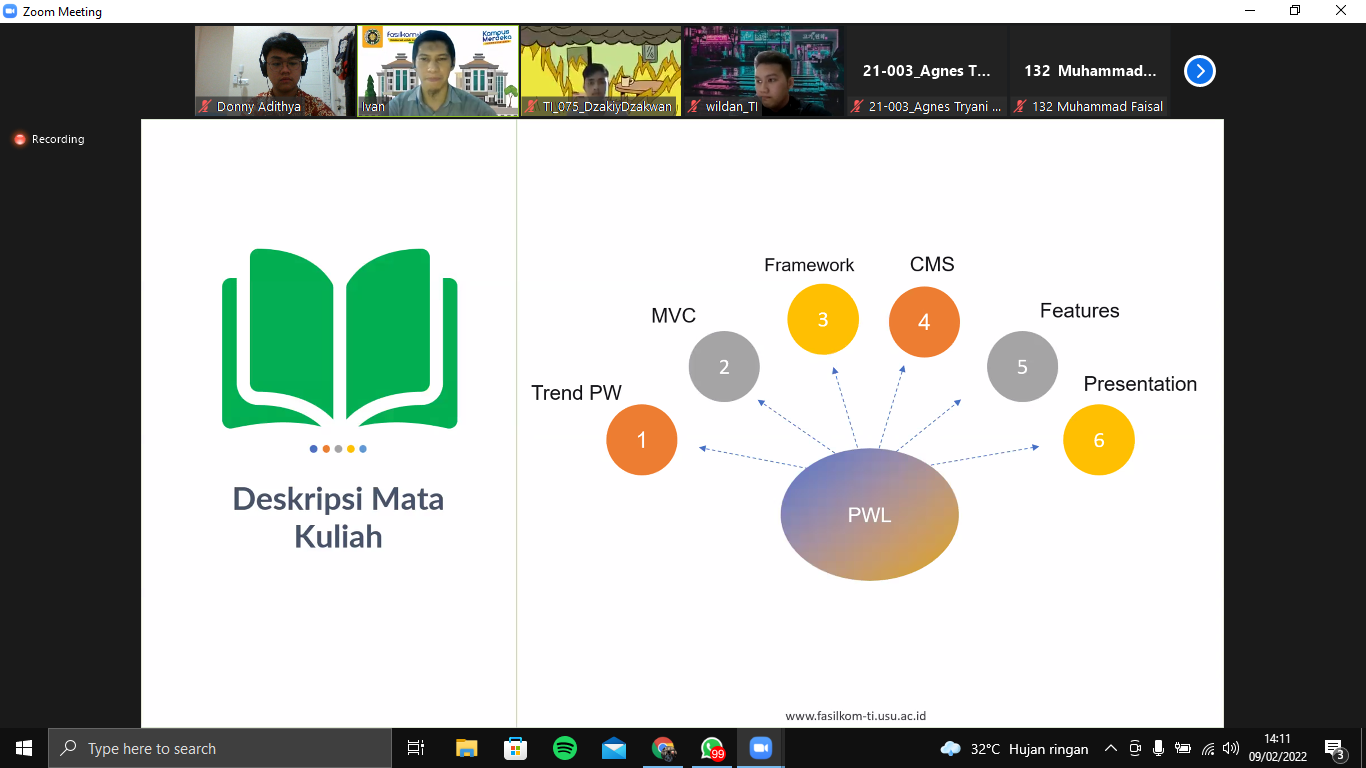 Zoom Meeting
fasilkom-ti
Kampus
Merdeka
21-003_Agnes T...
132 Muhammad...
Donny Adithya
Ivan
TI_075_DzakiyDzakwan
wildan_TI
21-003_Agnes Tryani ...
132 Muhammad Faisal
Recording
Deskripsi Mata
Kuliah
Framework
CMS
MVC
Features
Trend PW
Presentation
3
4
2
5
1
6
PWL
www.fasilkom-ti.usu.ac.id
Type here to search
99
32°C Hujan ringan
14:11
09/02/2022
3